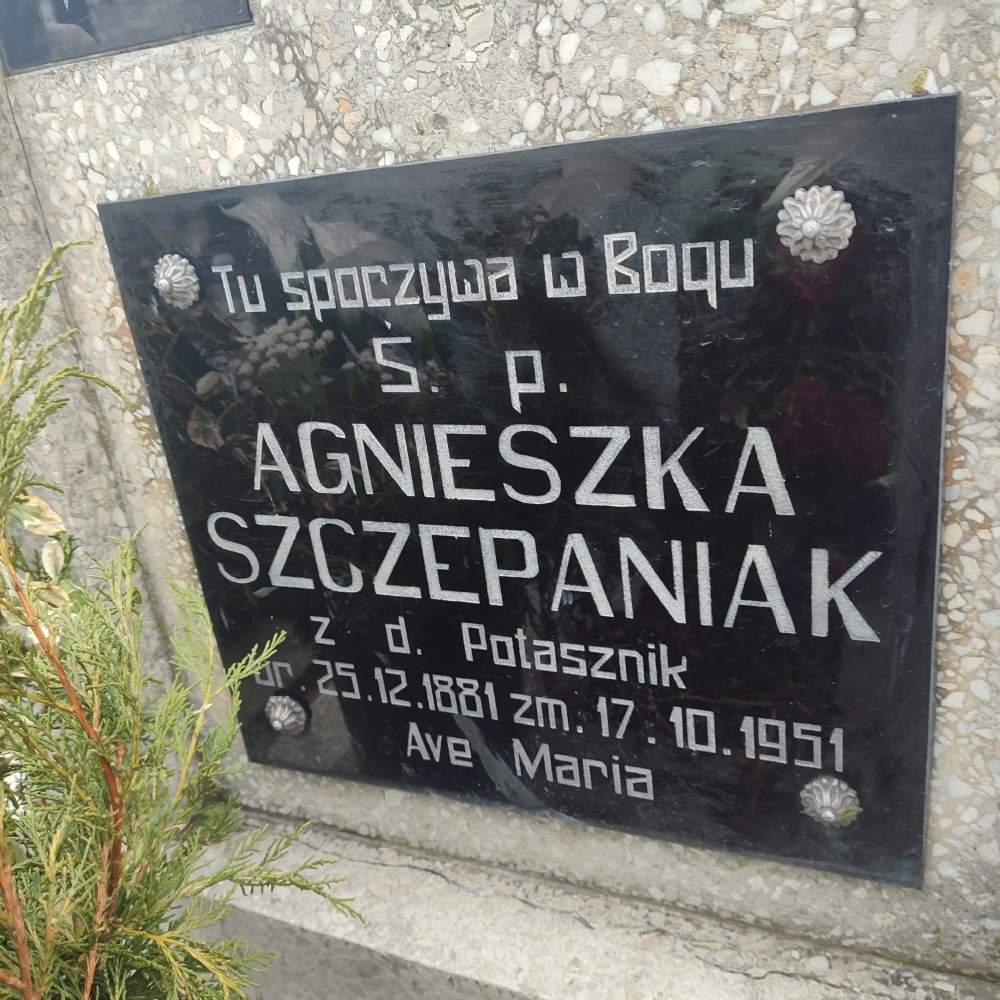 Tu spoczywa w Bogu
Ś. p.
AGNIESZKA
SZCZEPANIAK
z d. Potasznik
ur. 25.12.1881 zm. 17.10.1951
Ave Maria